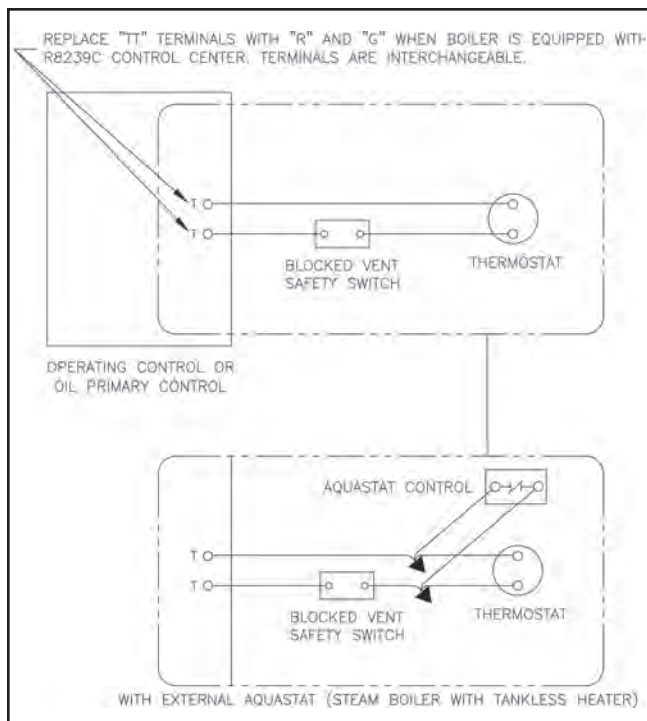 REPLACE "TT" TERMINALS WITH "R" AND "G" WHEN BOILER IS EQUIPPED WITH
R8239C CONTROL CENTER. TERMINALS ARE INTERCHANGEABLE.
T
T
BLOCKED VENT
SAFETY SWITCH
THERMOSTAT
OPERATING CONTROL OR
OIL PRIMARY CONTROL
AQUASTAT CONTROL
T
T
BLOCKED VENT
SAFETY SWITCH
THERMOSTAT
WITH EXTERNAL AQUASTAT (STEAM BOILER WITH TANKLESS HEATER)